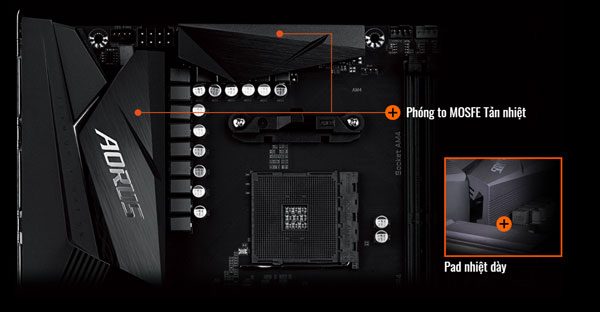 AM4
Phóng to MOSFE Tản nhiệt
AORUS
Socket AM4
Pad nhiệt dày